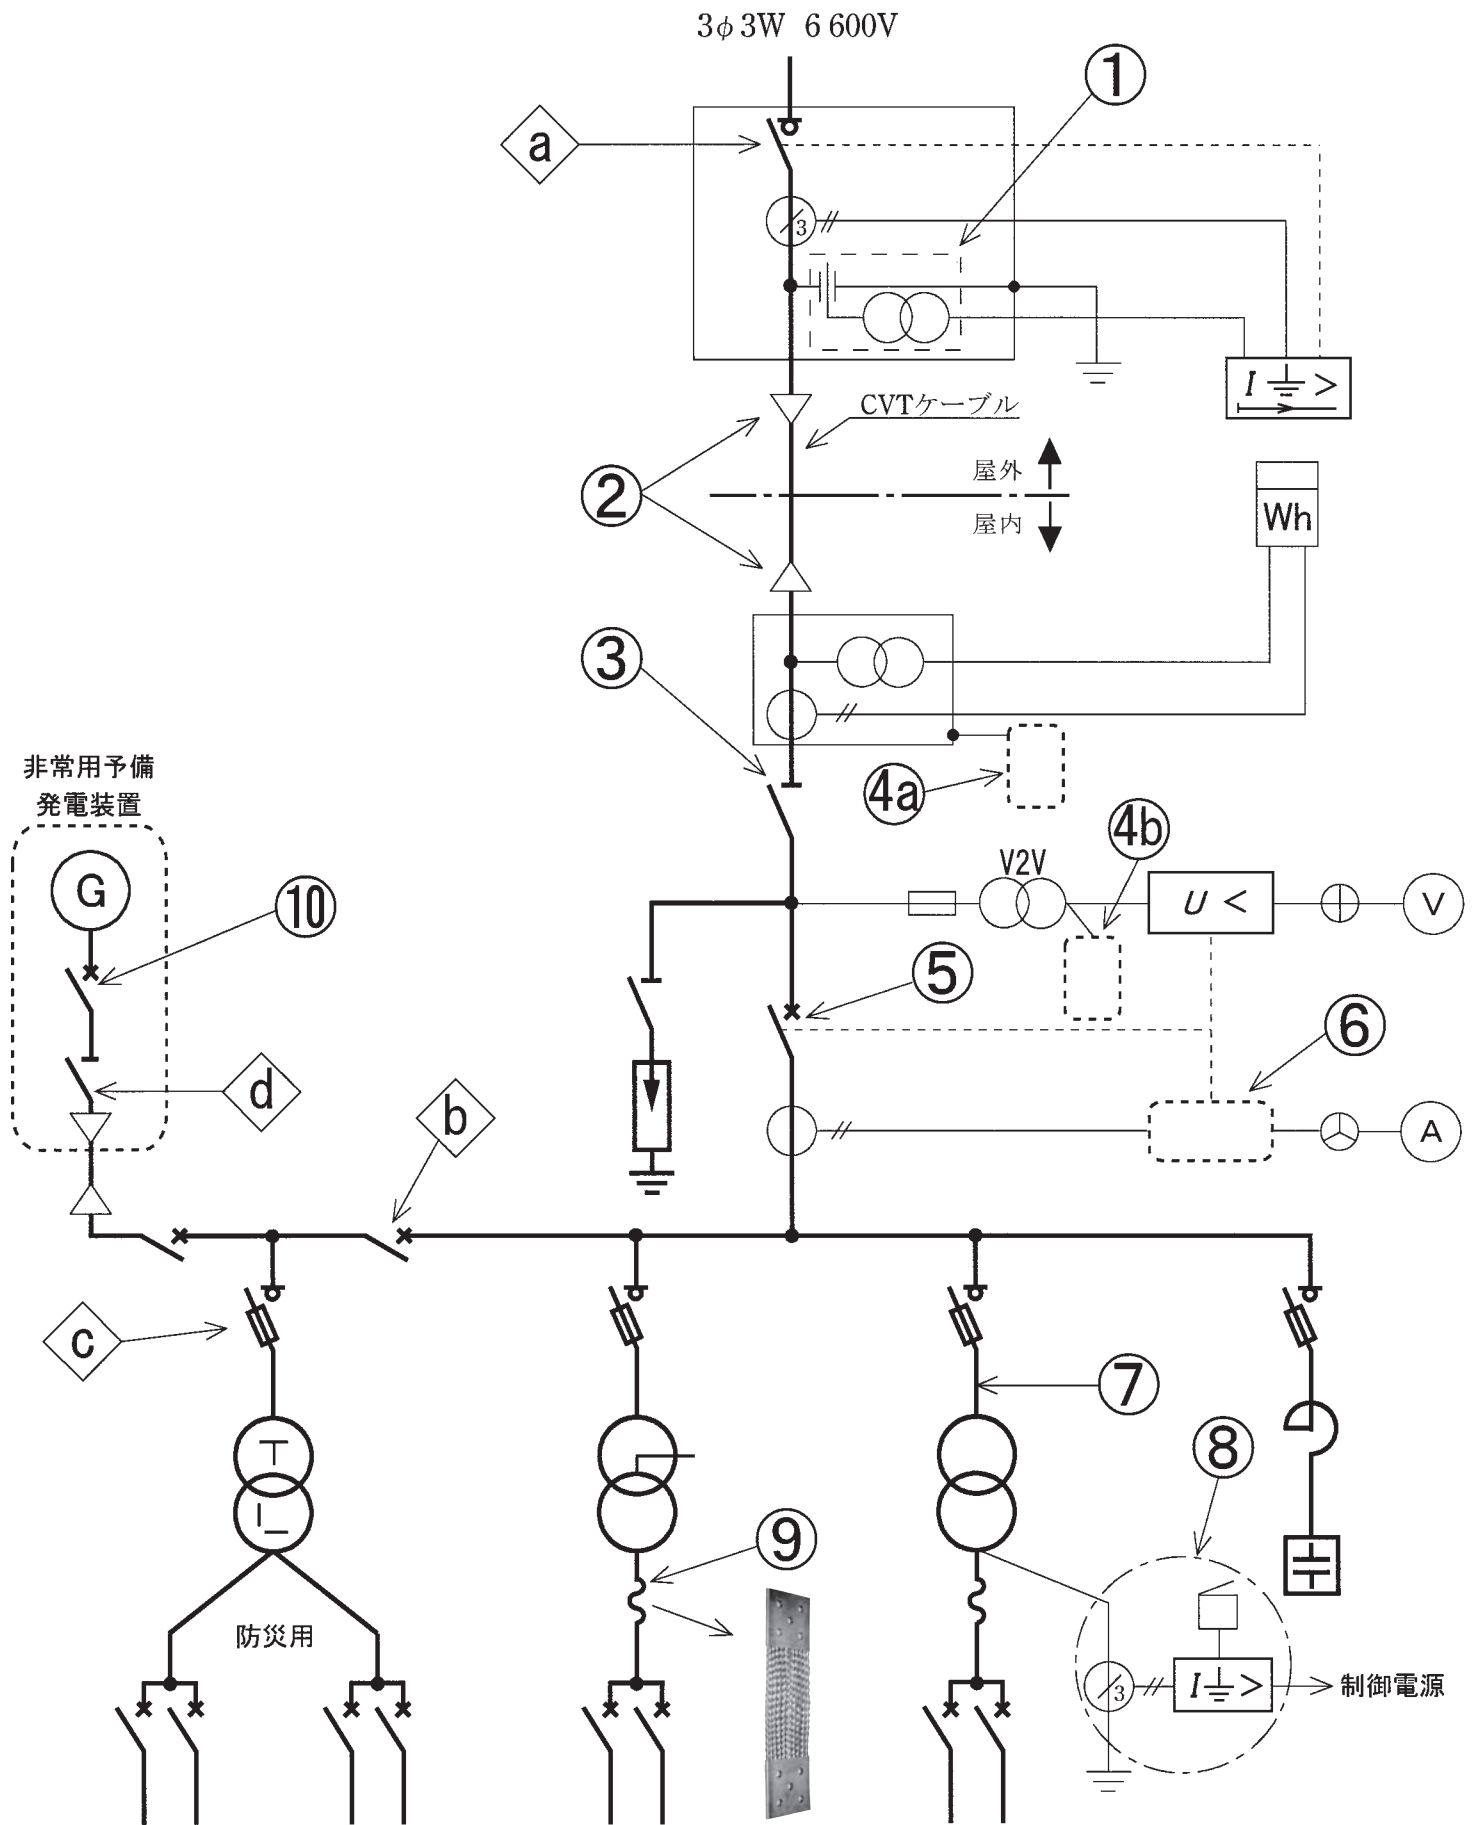 3φ3W 6 600V
①
a
3
I >
CVTケーブル
屋外
②
屋内
Wh
③
4a
非常用予備
発電装置
4b
V2V
G
10
U <
V
⑤
⑥
d
b
A
c
⑦
⑧
T
⑨
防災用
3
I >
制御電源